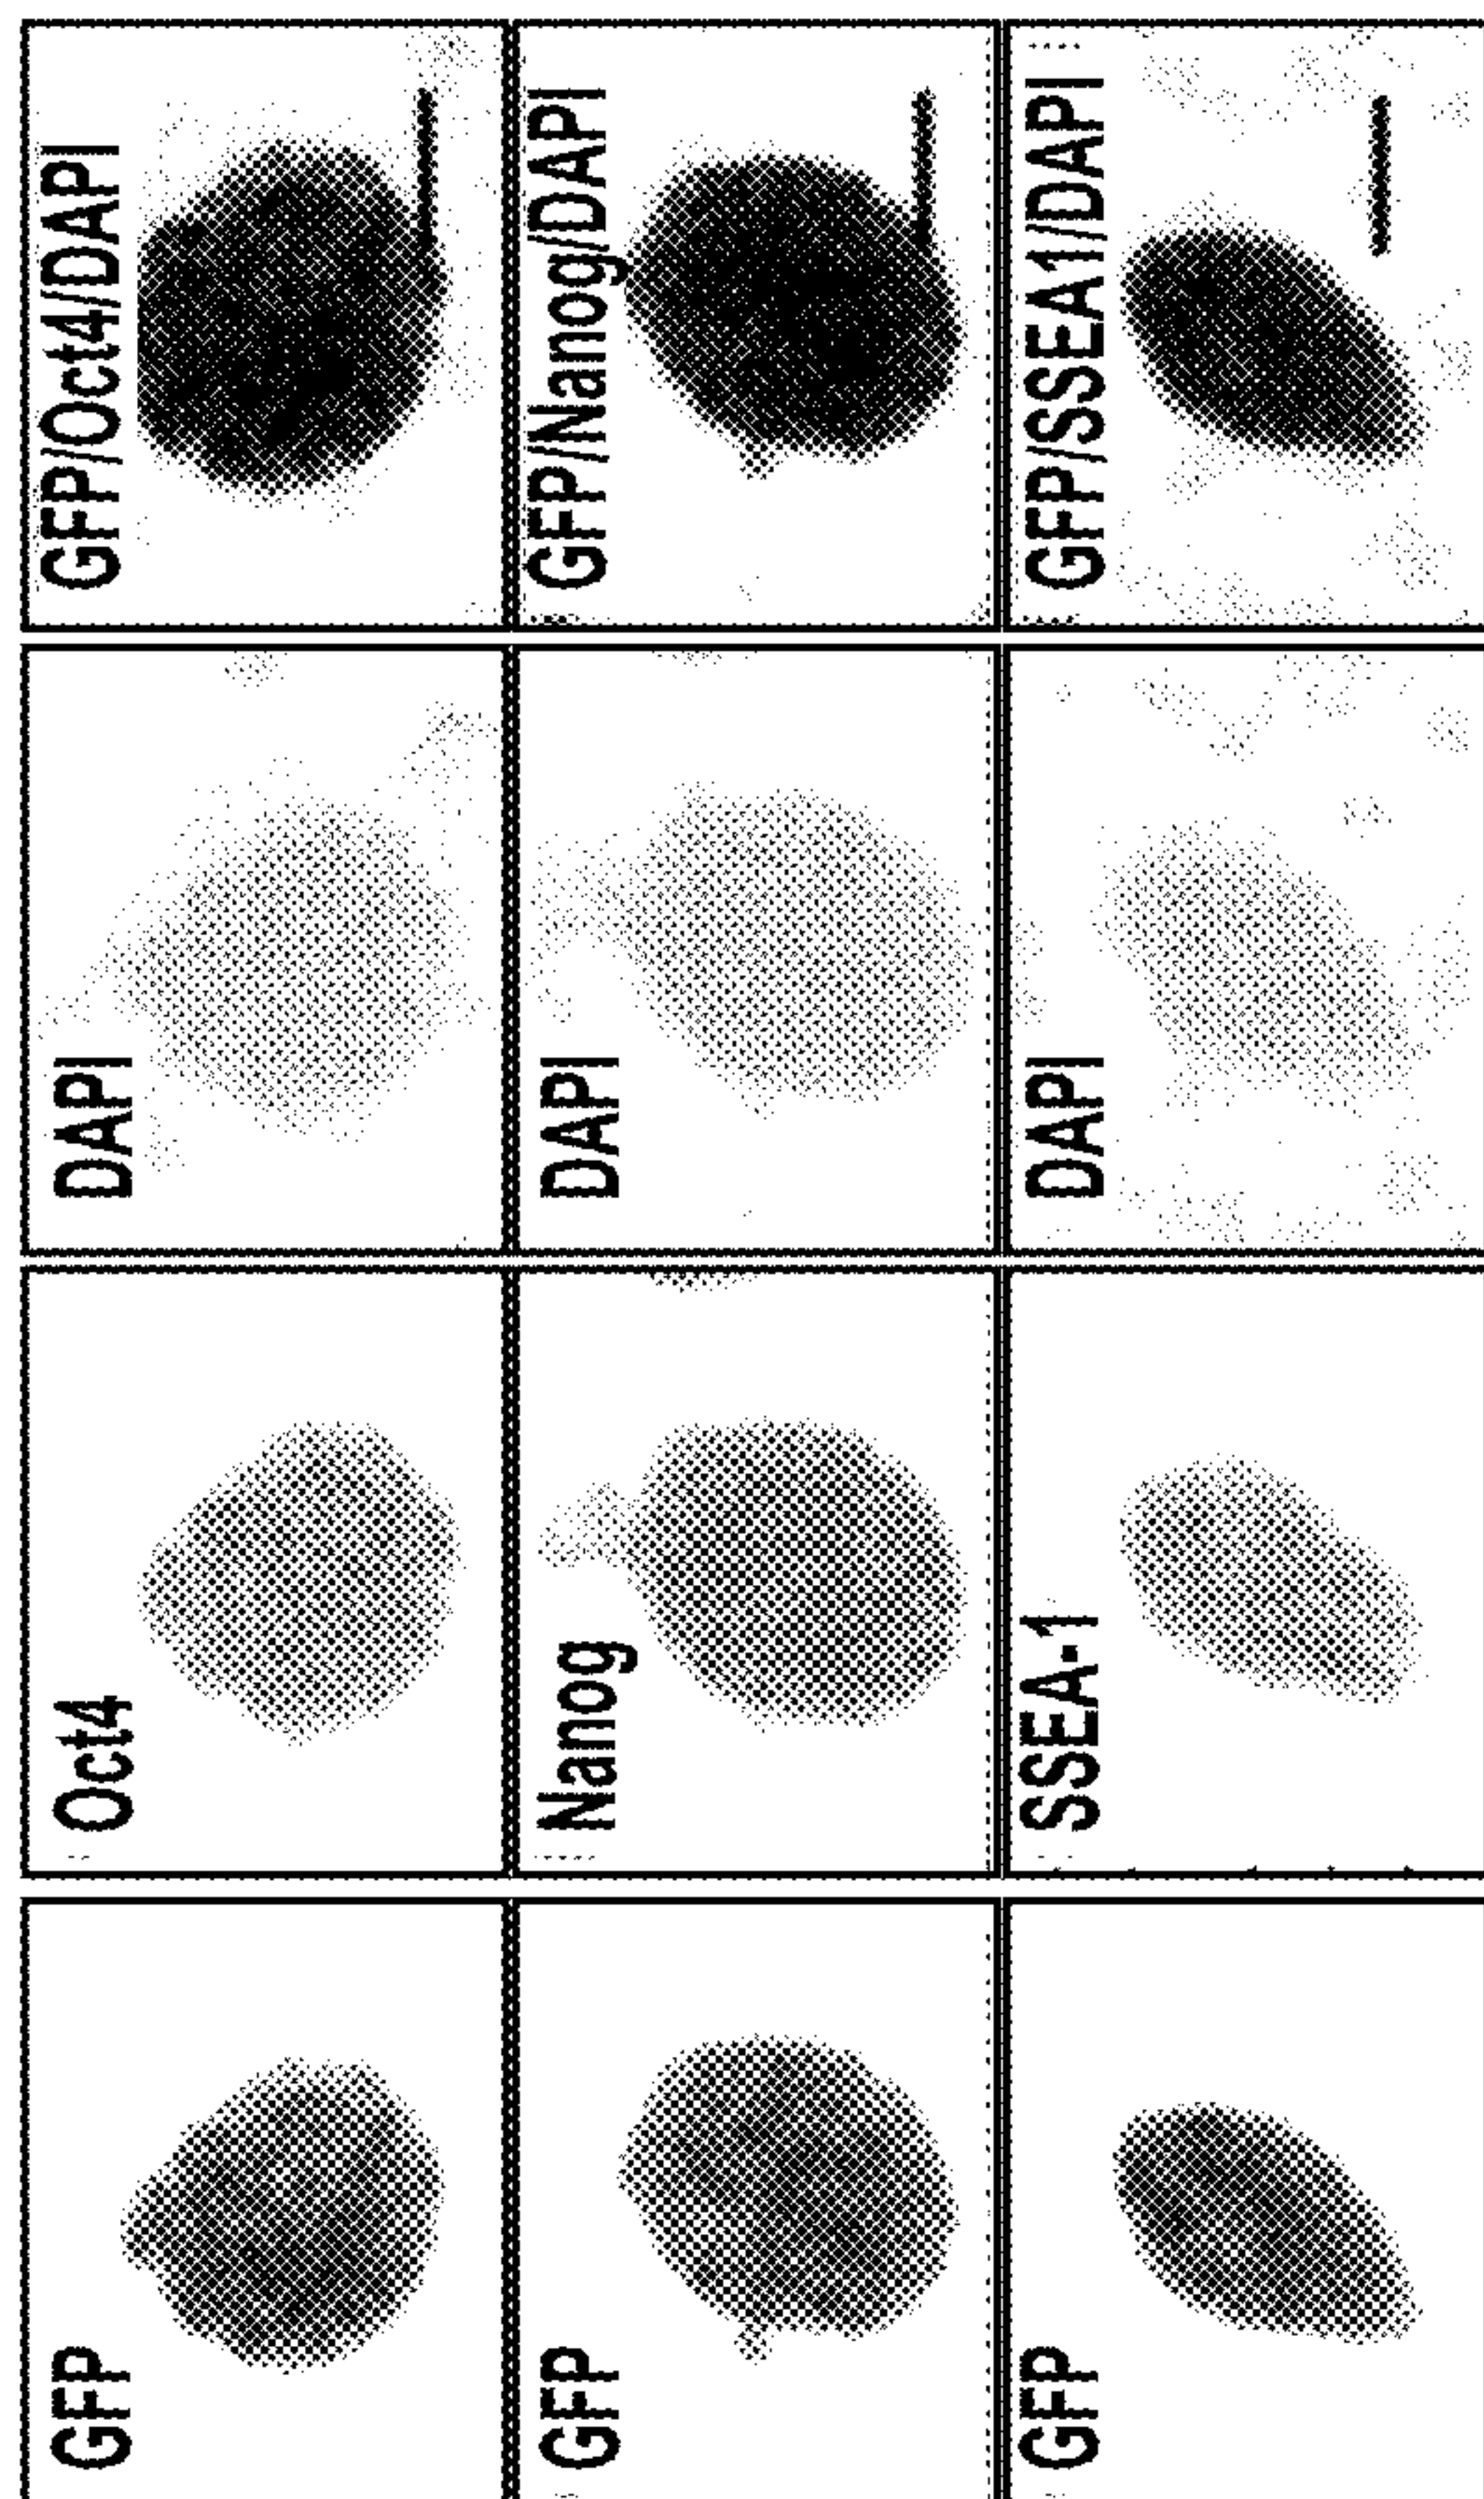 GFP
Oct4
DAPI
GFP/Oct4/DAPI
GFP
Nanog
DAPI
GFP/Nanog/DAPI
GFP
SSEA-1
DAPI
GFP/SSEA1/DAPI